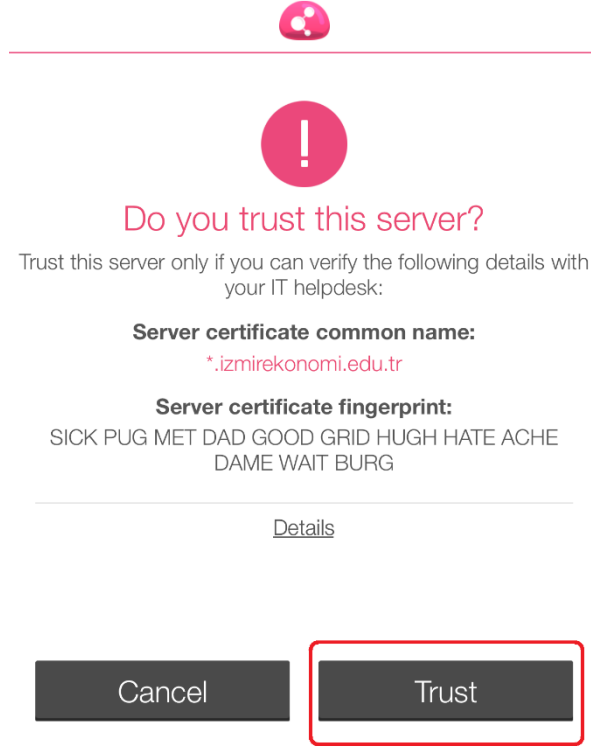 Do you trust this server?
Trust this server only if you can verify the following details with
your IT helpdesk:
Server certificate common name:
*.izmirekonomi.edu.tr
Server certificate fingerprint:
SICK PUG MET DAD GOOD GRID HUGH HATE ACHE
DAME WAIT BURG
Details
Cancel
Trust